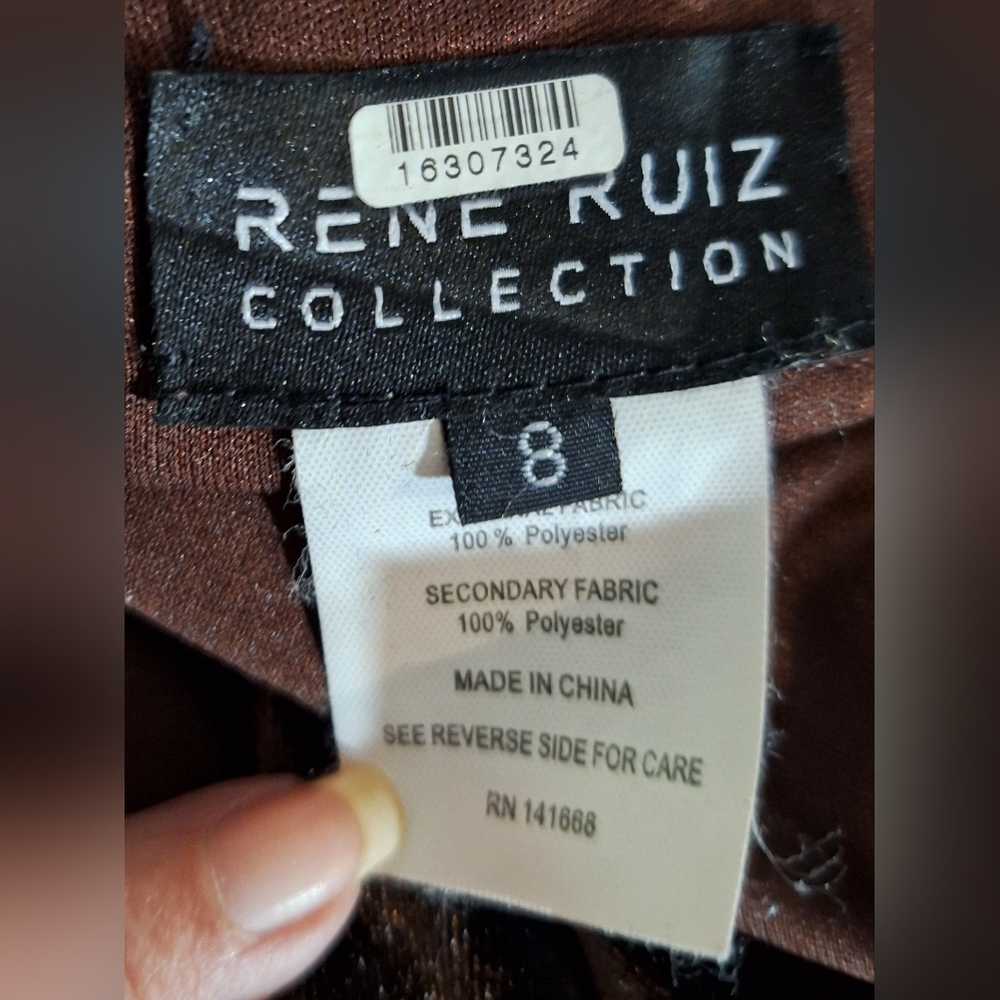 16307324
RENE RUIZ
COLLECTION
8
FABRIC
100% Polyester
SECONDARY FABRIC
100% Polyester
MADE IN CHINA
SEE REVERSE SIDE FOR CARE
RN 141668